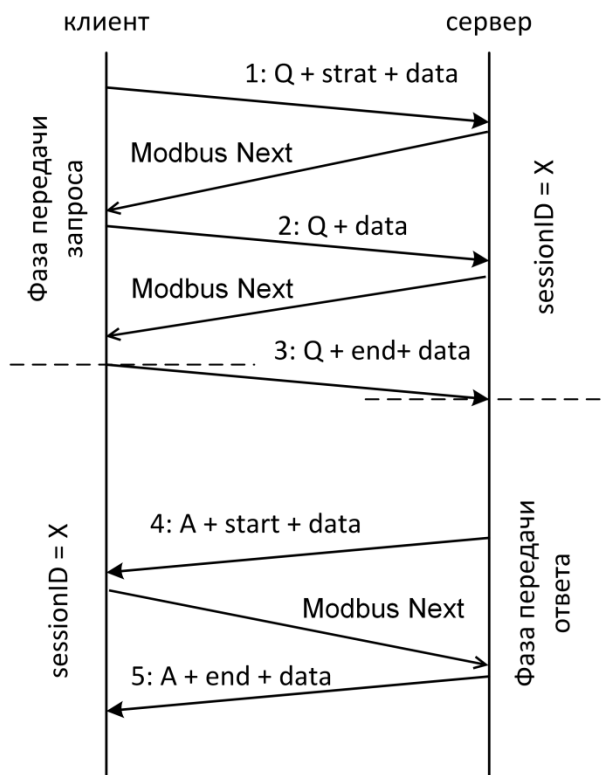 клиент
сервер
1: Q + strat + data
Modbus Next
2: Q + data
Modbus Next
3: Q + end+ data
Фаза передачи
запроса
sessionID = X
4: A + start + data
Modbus Next
5: A + end + data
sessionID = X
Фаза передачи
ответа